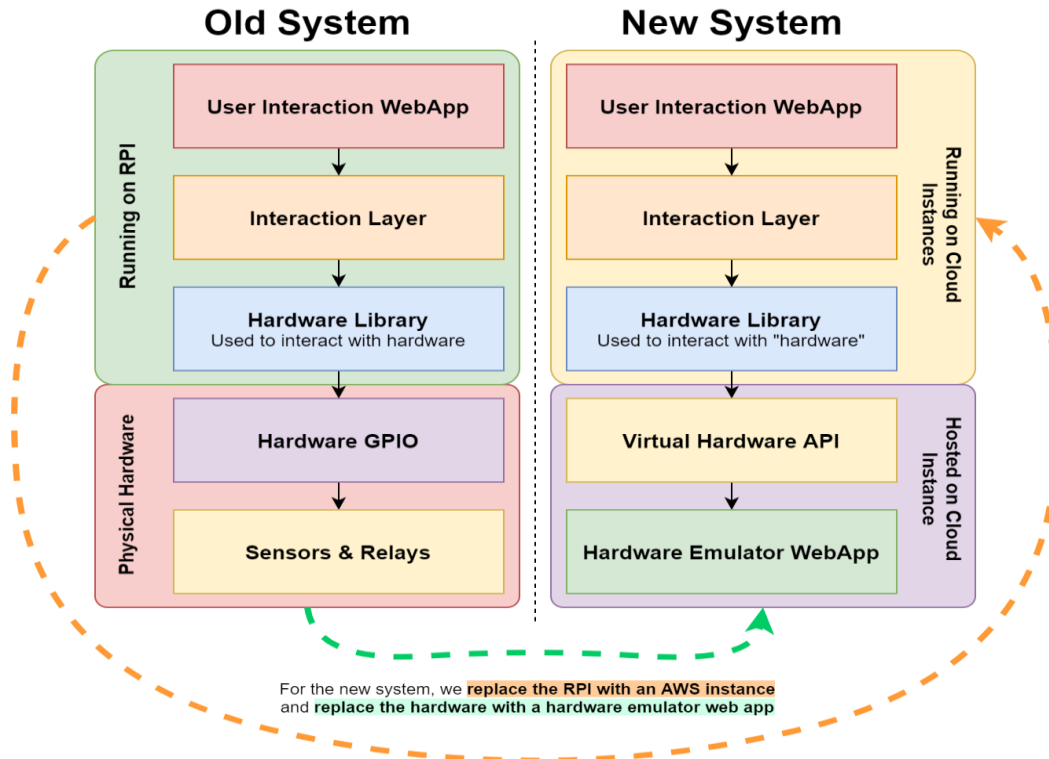 Old System
New System
Running on RPI
User Interaction WebApp
Interaction Layer
Hardware Library
Used to interact with hardware
Physical Hardware
Hardware GPIO
Sensors & Relays
User Interaction WebApp
Interaction Layer
Hardware Library
Used to interact with "hardware"
Running on Cloud
Instances
Virtual Hardware API
Hardware Emulator WebApp
Hosted on Cloud
Instance
For the new system, we replace the RPI with an AWS instance
and replace the hardware with a hardware emulator web app